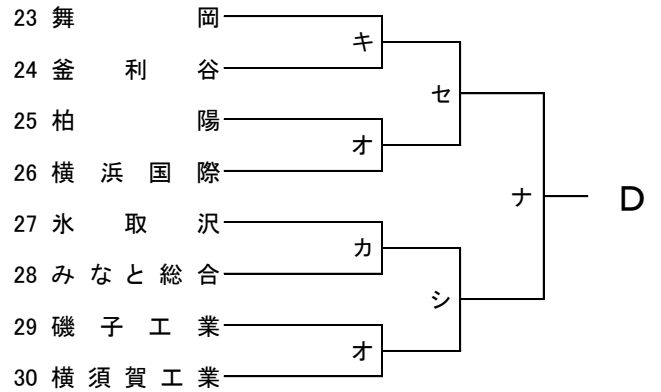 23 舞岡
キ
24 釜利谷
セ
25 柏陽
オ
26 横浜国際
ナ D
27 氷取沢
カ
28 みなと総合
シ
29 磯子工業
オ
30 横須賀工業